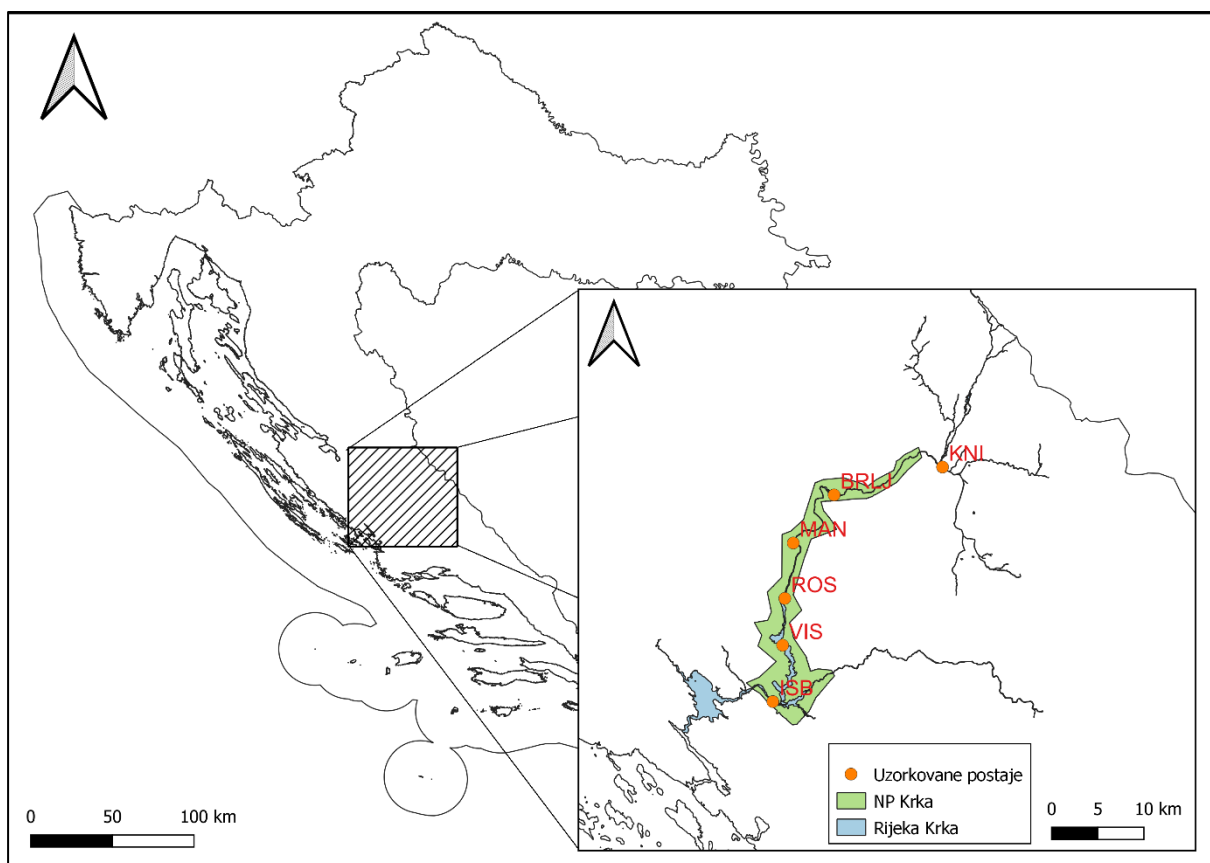 KNI
BRLJ
MAN
ROS
VIS
ISB
Uzorkovane postaje
NP Krka
Rijeka Krka
0 5 10 km
0 50 100 km